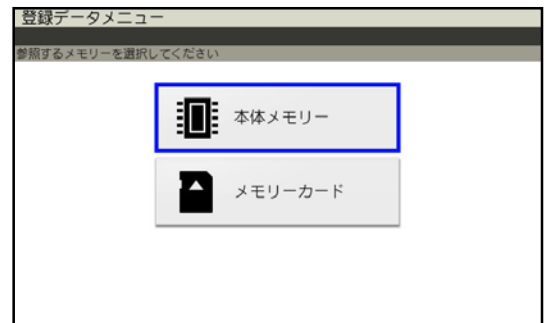 登録データメニュー
参照するメモリーを選択してください
本体メモリー
メモリーカード